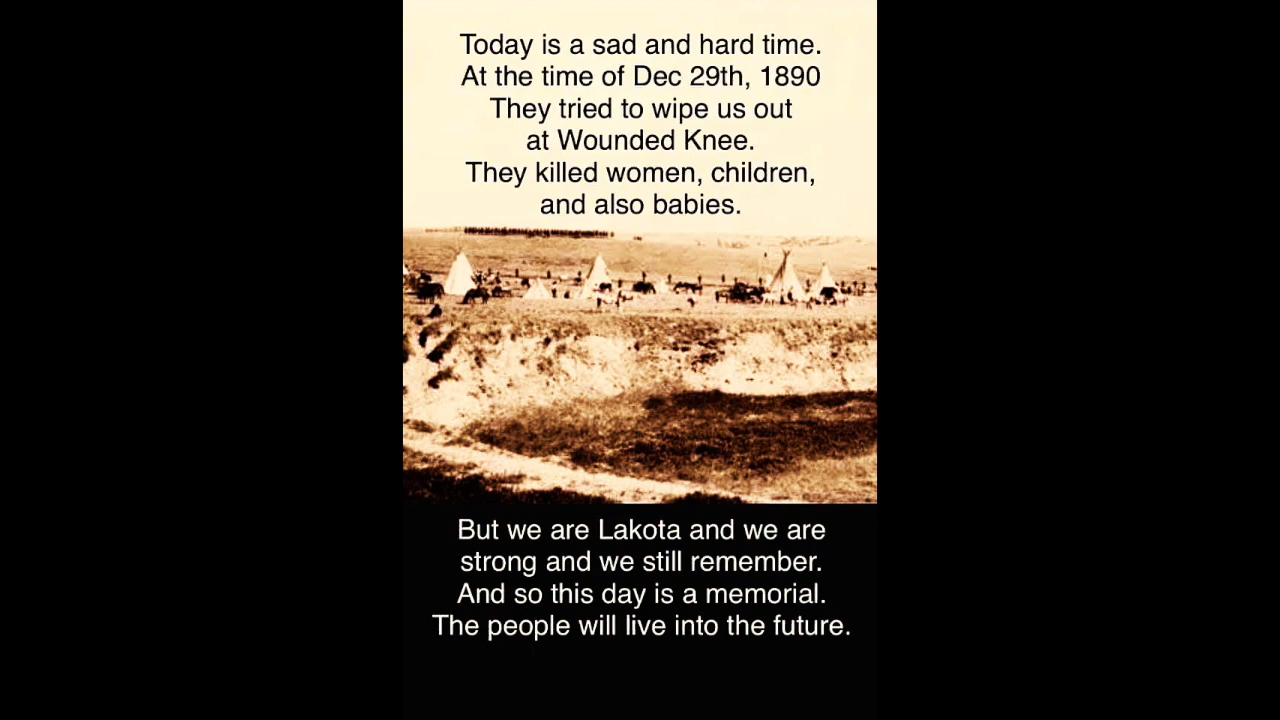 Today is a sad and hard time.
At the time of Dec 29th, 1890
They tried to wipe us out
at Wounded Knee.
They killed women, children,
and also babies.
But we are Lakota and we are
strong and we still remember.
And so this day is a memorial.
The people will live into the future.